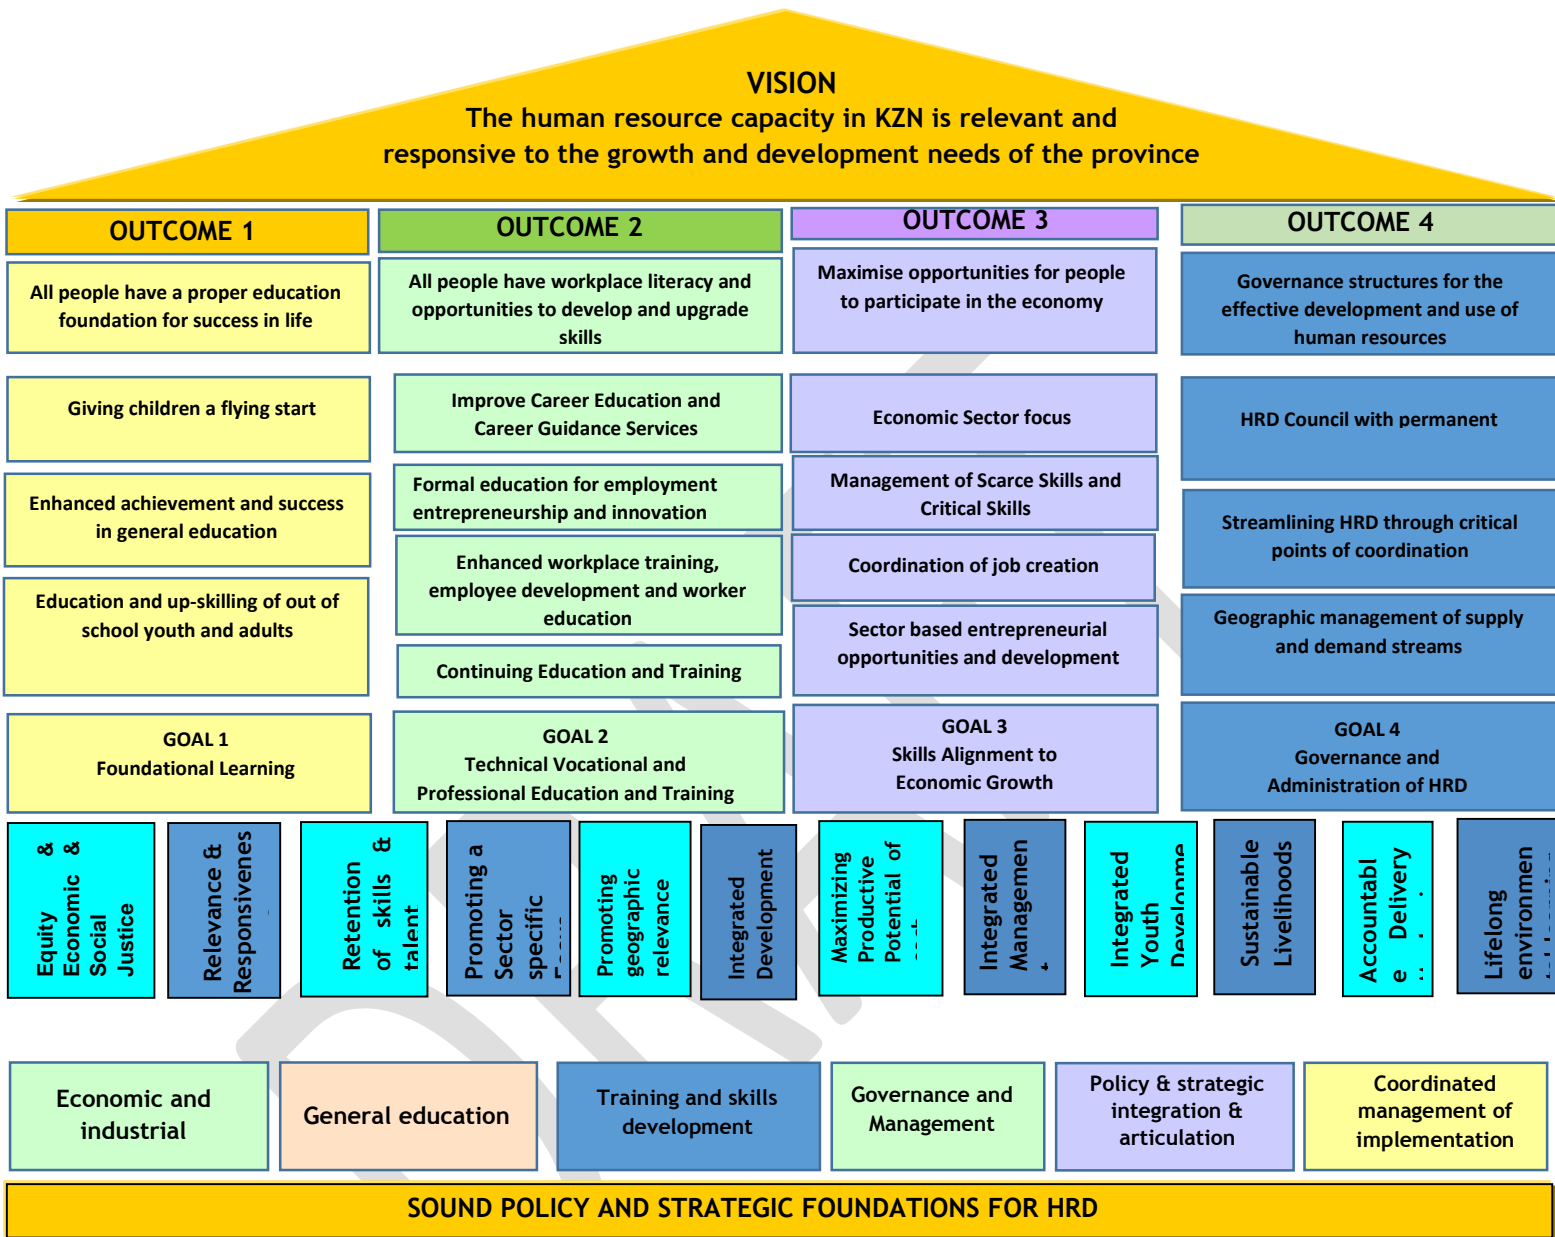 VISION
The human resource capacity in KZN is relevant and
responsive to the growth and development needs of the province
OUTCOME 1
OUTCOME 2
OUTCOME 3
OUTCOME 4
All people have a proper education
foundation for success in life
All people have workplace literacy and
opportunities to develop and upgrade
skills
Maximise opportunities for people
to participate in the economy
Governance structures for the
effective development and use of
human resources
Giving children a flying start
Improve Career Education and
Career Guidance Services
Economic Sector focus
HRD Council with permanent
Enhanced achievement and success
in general education
Formal education for employment
entrepreneurship and innovation
Management of Scarce Skills and
Critical Skills
Streamlining HRD through critical
points of coordination
Education and up-skilling of out of
school youth and adults
Enhanced workplace training,
employee development and worker
education
Coordination of job creation
Geographic management of supply
and demand streams
Continuing Education and Training
Sector based entrepreneurial
opportunities and development
GOAL 1
Foundational Learning
GOAL 2
Technical Vocational and
Professional Education and Training
GOAL 3
Skills Alignment to
Economic Growth
GOAL 4
Governance and
Administration of HRD
Equity &
Economic &
Social
Justice
Relevance &
Responsivenes
Retention
of skills &
talent
Promoting a
Sector
specific
Promoting
geographic
relevance
Integrated
Development
Maximizing
Productive
Potential of
Integrated
Managemen
Integrated
Youth
Developme
Sustainable
Livelihoods
Accountabl
e Delivery
Lifelong
environmen
Economic and
industrial
General education
Training and skills
development
Governance and
Management
Policy & strategic
integration &
articulation
Coordinated
management of
implementation
SOUND POLICY AND STRATEGIC FOUNDATIONS FOR HRD
DRAFT